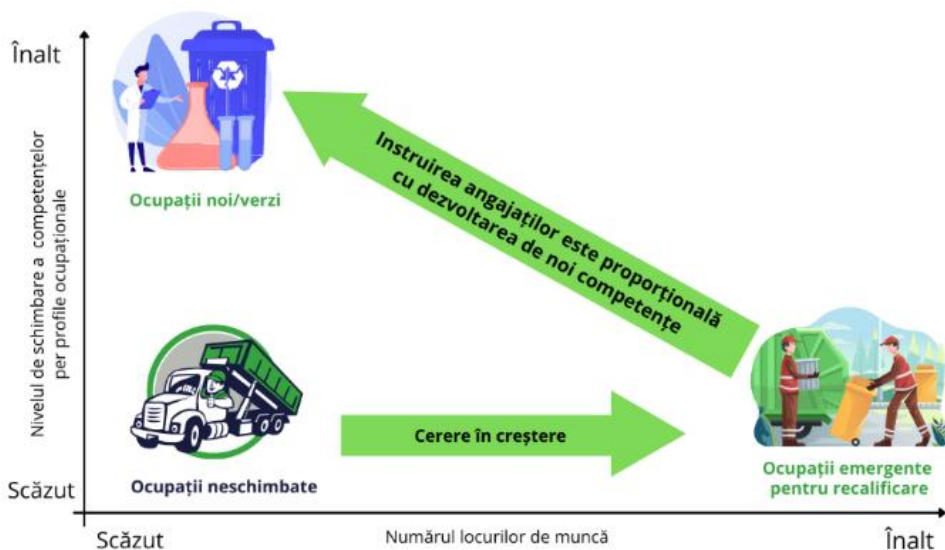 Înalt
Nivelul de schimbare a competențelor
per profile ocupaționale
Scăzut
Ocupații noi/verzi
Instruirea angajaților este proporțională
cu dezvoltarea de noi competențe
Cerere în creștere
Ocupații neschimbate
Ocupații emergente
pentru recalificare
Scăzut
Numărul locurilor de muncă
Înalt